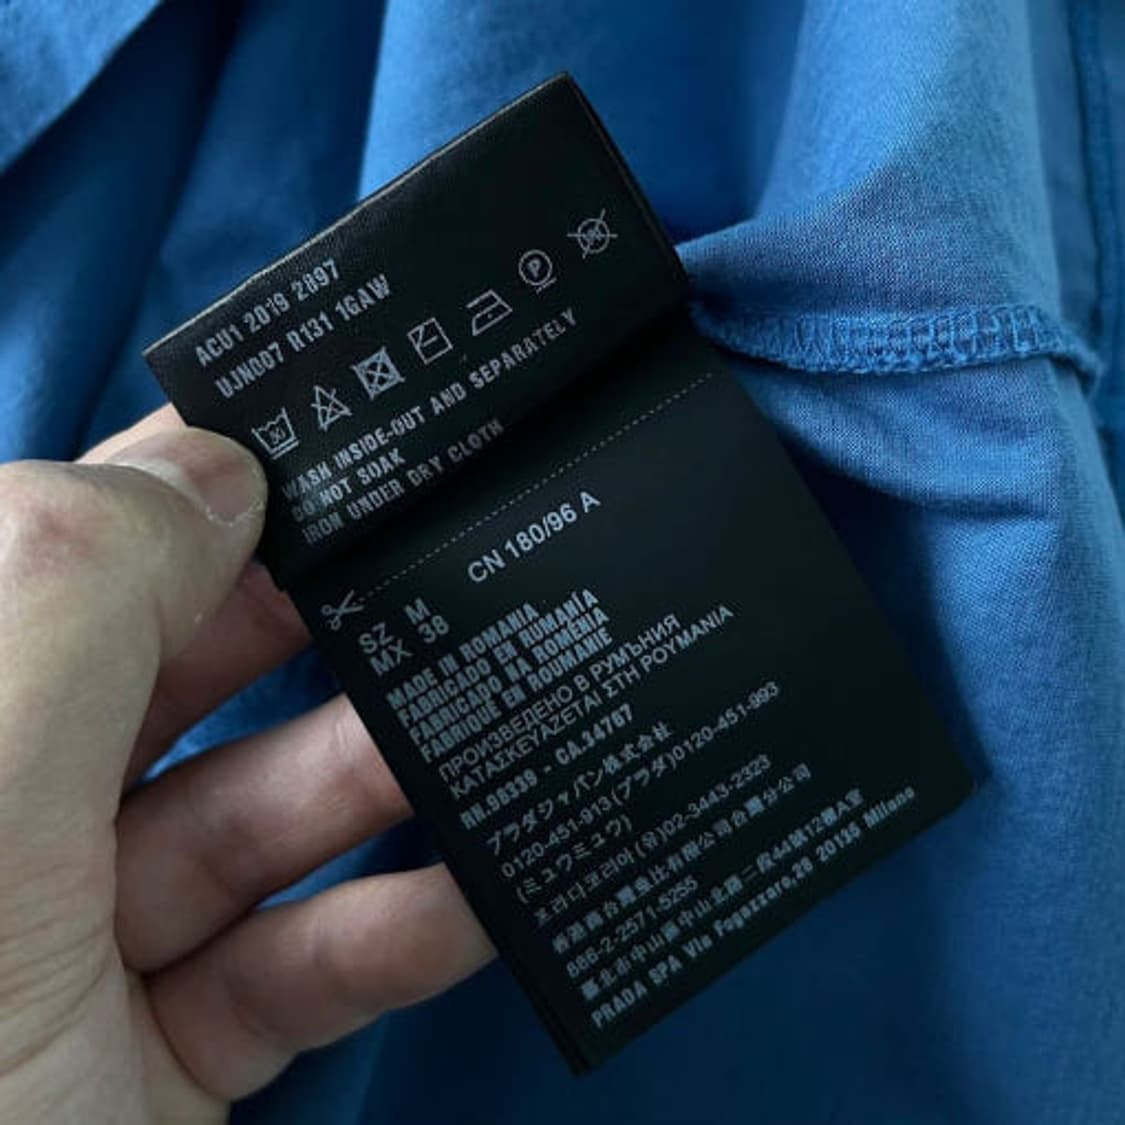 ACU1 2019 2897
UJN007 R131 1GAW
30
P
DRY
WASH INSIDE-OUT AND SEPARATELY
DO NOT SOAK
IRON UNDER DRY CLOTH
CN 180/96 A
SZ M
MX 38
MADE IN ROMANIA
FABRICADO EN RUMANÍA
FABRICADO NA ROMENIA
FABRIQUÉ EN ROUMANIE
ПРОИЗВЕДЕНО В РУМЪНИЯ
ΚΑΤΑΣΚΕΥΑΖΕΤΑΙ ΣΤΗ ΡΟΥΜΑΝΙΑ
RN.98339 - CA.34767
プラダジャパン株式会社
0120-451-913(プラダ)0120-451-993
(ミュウミュウ)
프라다코리아(유)02-3443-2323
香港商台灣普拉達有限公司台灣分公司
886-2-2571-5255
臺北市中山區中山北路二段44號12樓A室
PRADA SPA Via Fogazzaro,28 20135 Milano